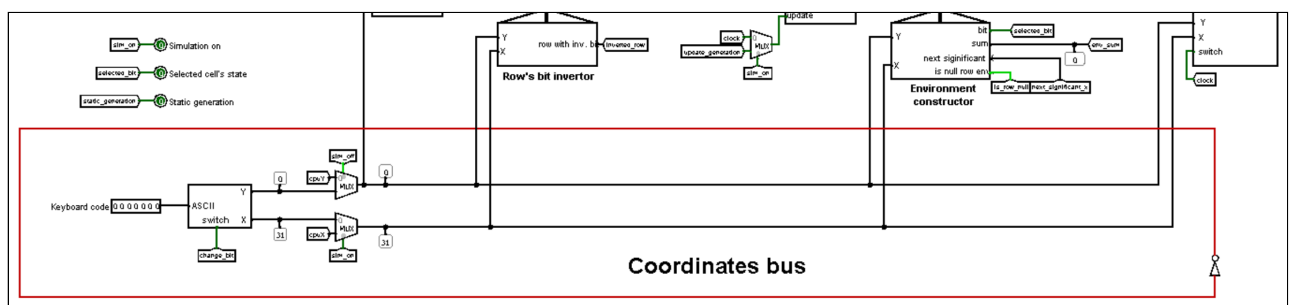 update
clock
update_generation
MUX
sim_on
Y
X
row with inv. bit
inverted_row
Row's bit invertor
sim_on
Simulation on
selected_bit
Selected cell's state
static_generation
Static generation
Y
X
bit
sum
next siginificant
is null row env
selected_bit
env_sum
0
is_row_null
next_significant_x
Environment
constructor
Y
X
switch
clock
sim_off
cpuY
MUX
0
0
Keyboard code
0 0 0 0 0 0 0
ASCII
switch
Y
X
change_bit
31
cpuX
MUX
sim_on
31
Coordinates bus